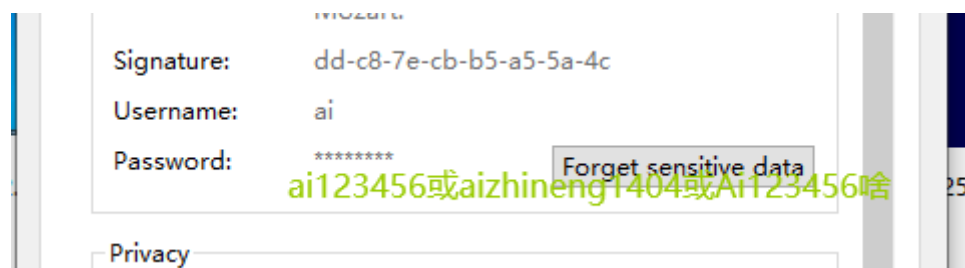 Mozart.
Signature: dd-c8-7e-cb-b5-a5-5a-4c
Username: ai
Password: ******** Forget sensitive data
ai123456或aizhineng1404或Ai123456啥
25
Privacy